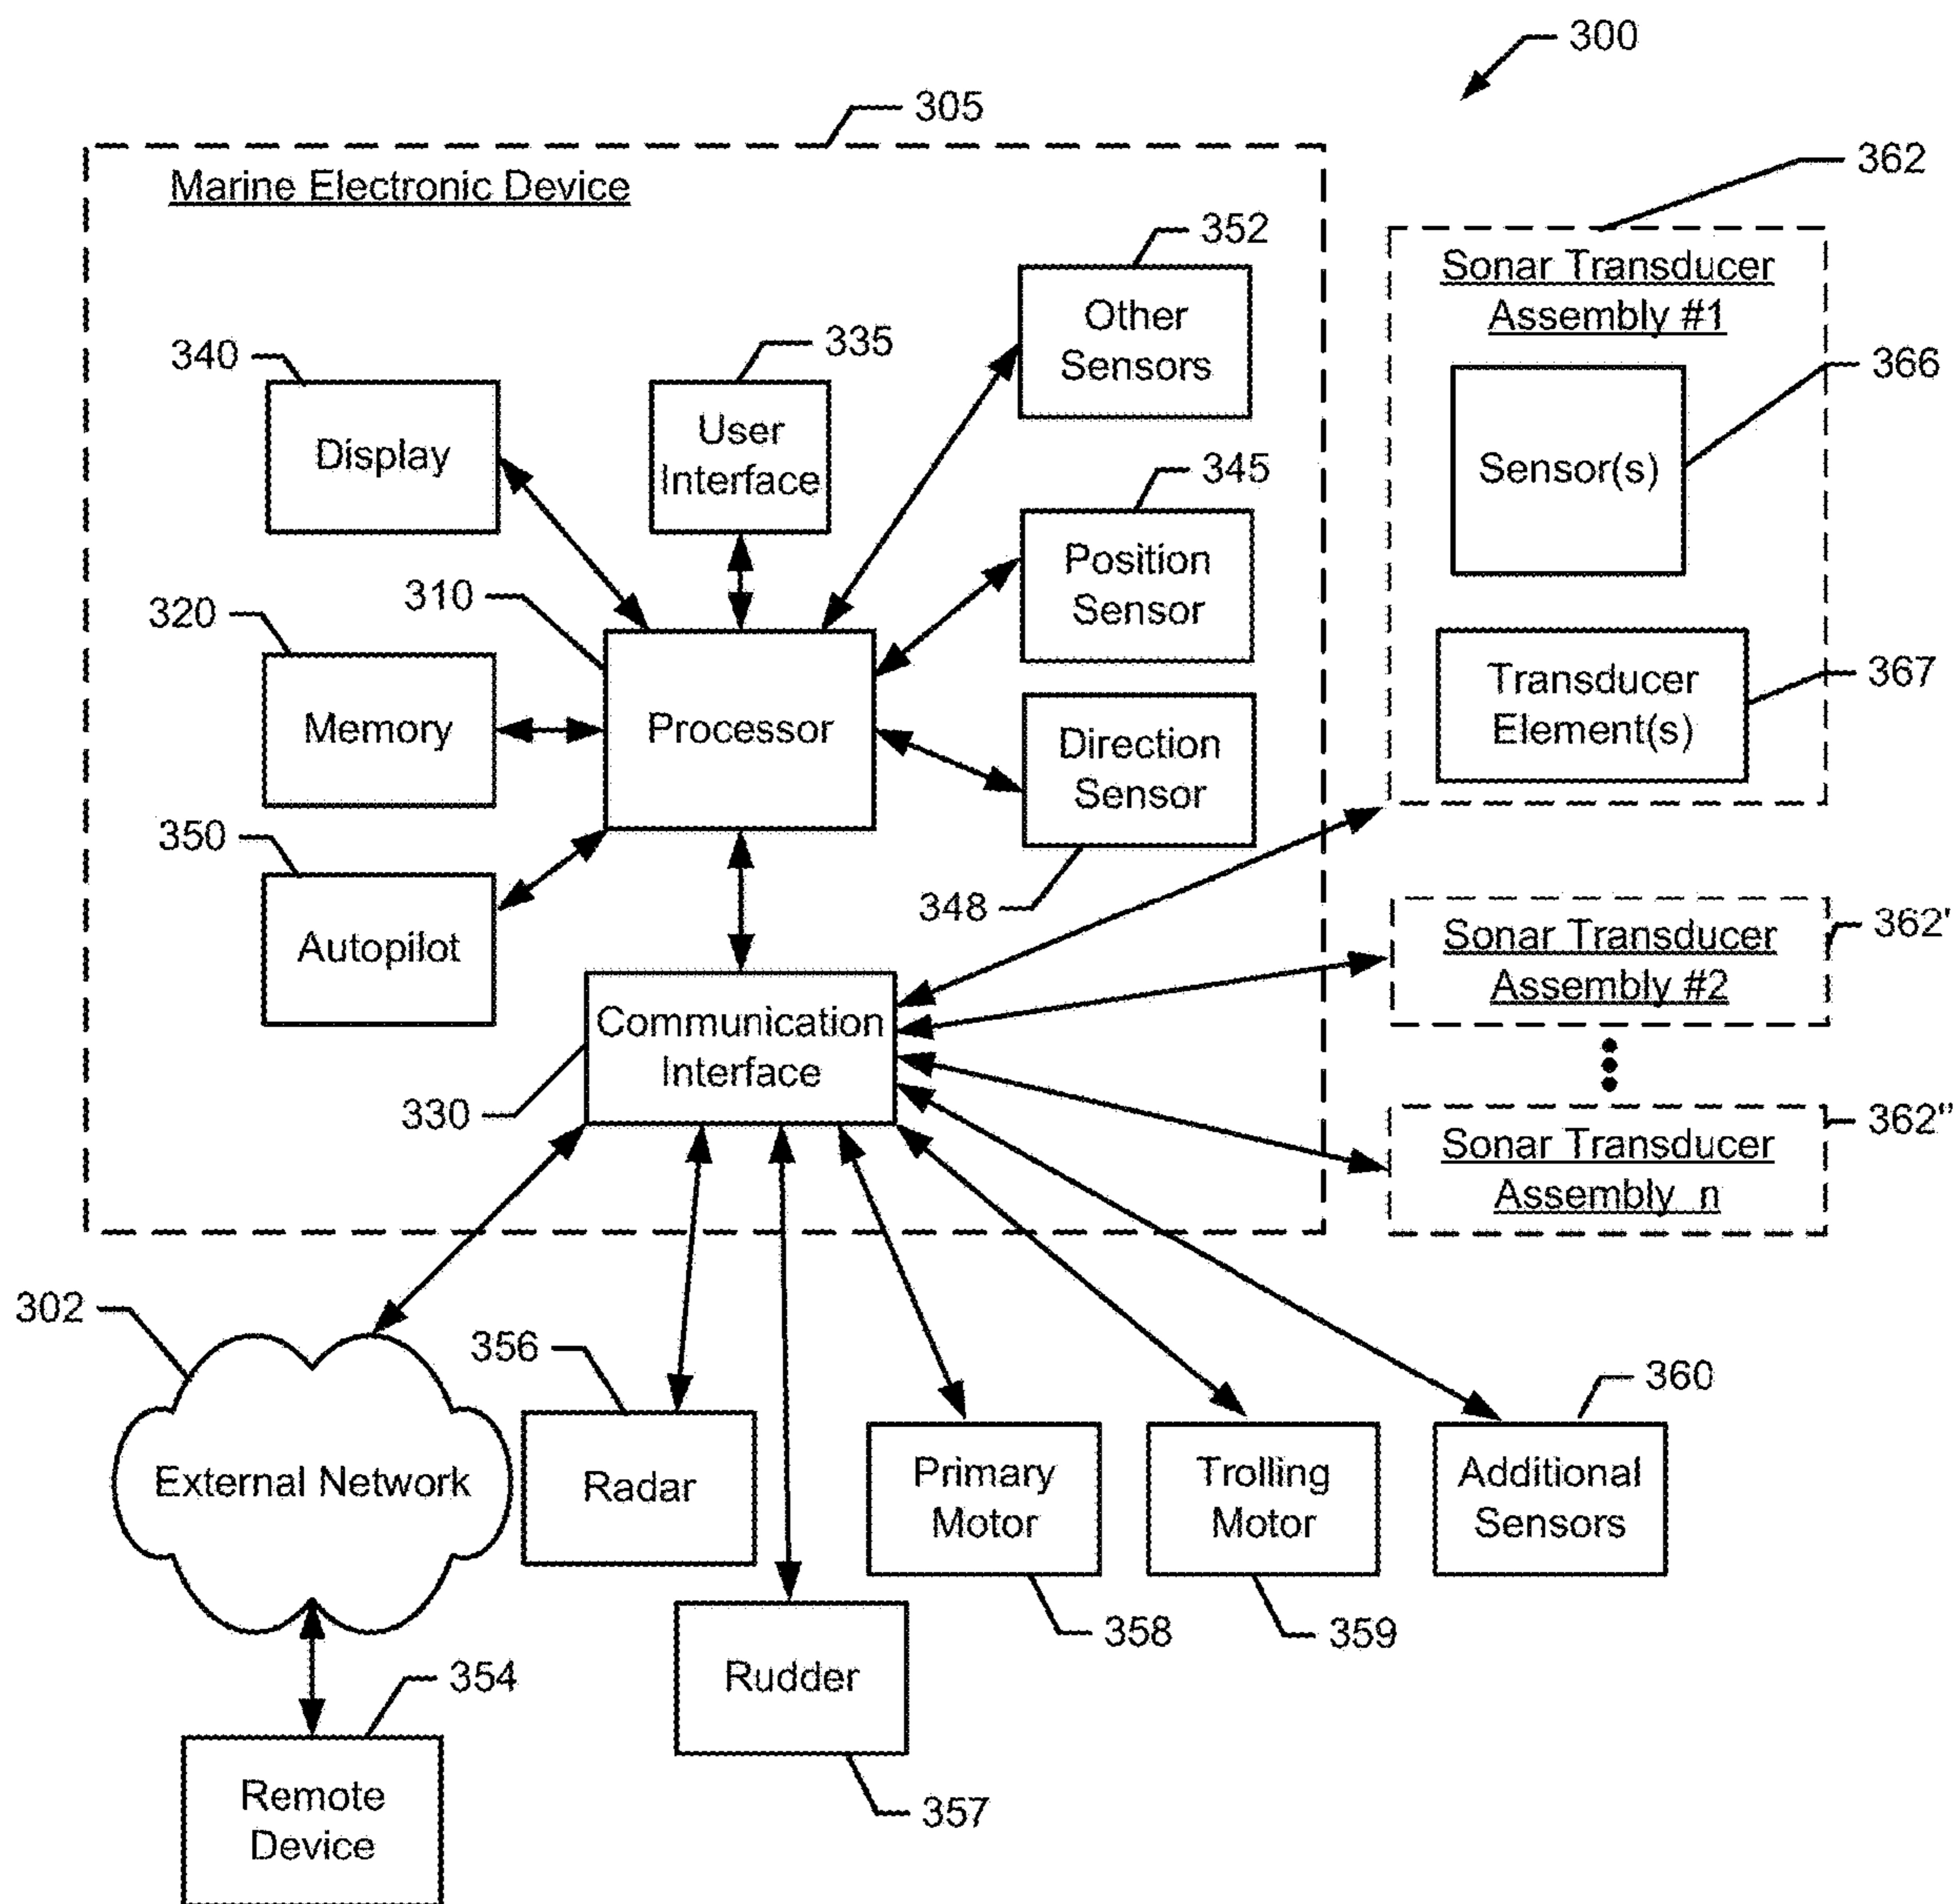 300
305
Marine Electronic Device
362
Sonar Transducer
Assembly #1
352
Other
Sensors
340
Display
335
User
Interface
366
Sensor(s)
345
Position
Sensor
310
320
Memory
Processor
367
Transducer
Element(s)
Direction
Sensor
348
350
Autopilot
362'
Sonar Transducer
Assembly #2
Communication
Interface
330
362"
Sonar Transducer
Assembly n
302
External Network
356
Radar
360
Primary
Motor
Trolling
Motor
Additional
Sensors
358
359
354
Remote
Device
Rudder
357